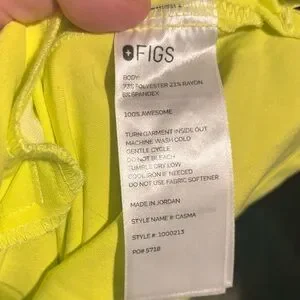 FIGS
BODY:
73% POLYESTER 21% RAYON,
6% SPANDEX
100% AWESOME
TURN GARMENT INSIDE OUT
MACHINE WASH COLD
GENTLE CYCLE
DO NOT BLEACH
TUMBLE DRY LOW
COOL IRON IF NEEDED
DO NOT USE FABRIC SOFTENER
MADE IN JORDAN
STYLE NAME #: CASMA
STYLE #: 1000213
PO# 5718